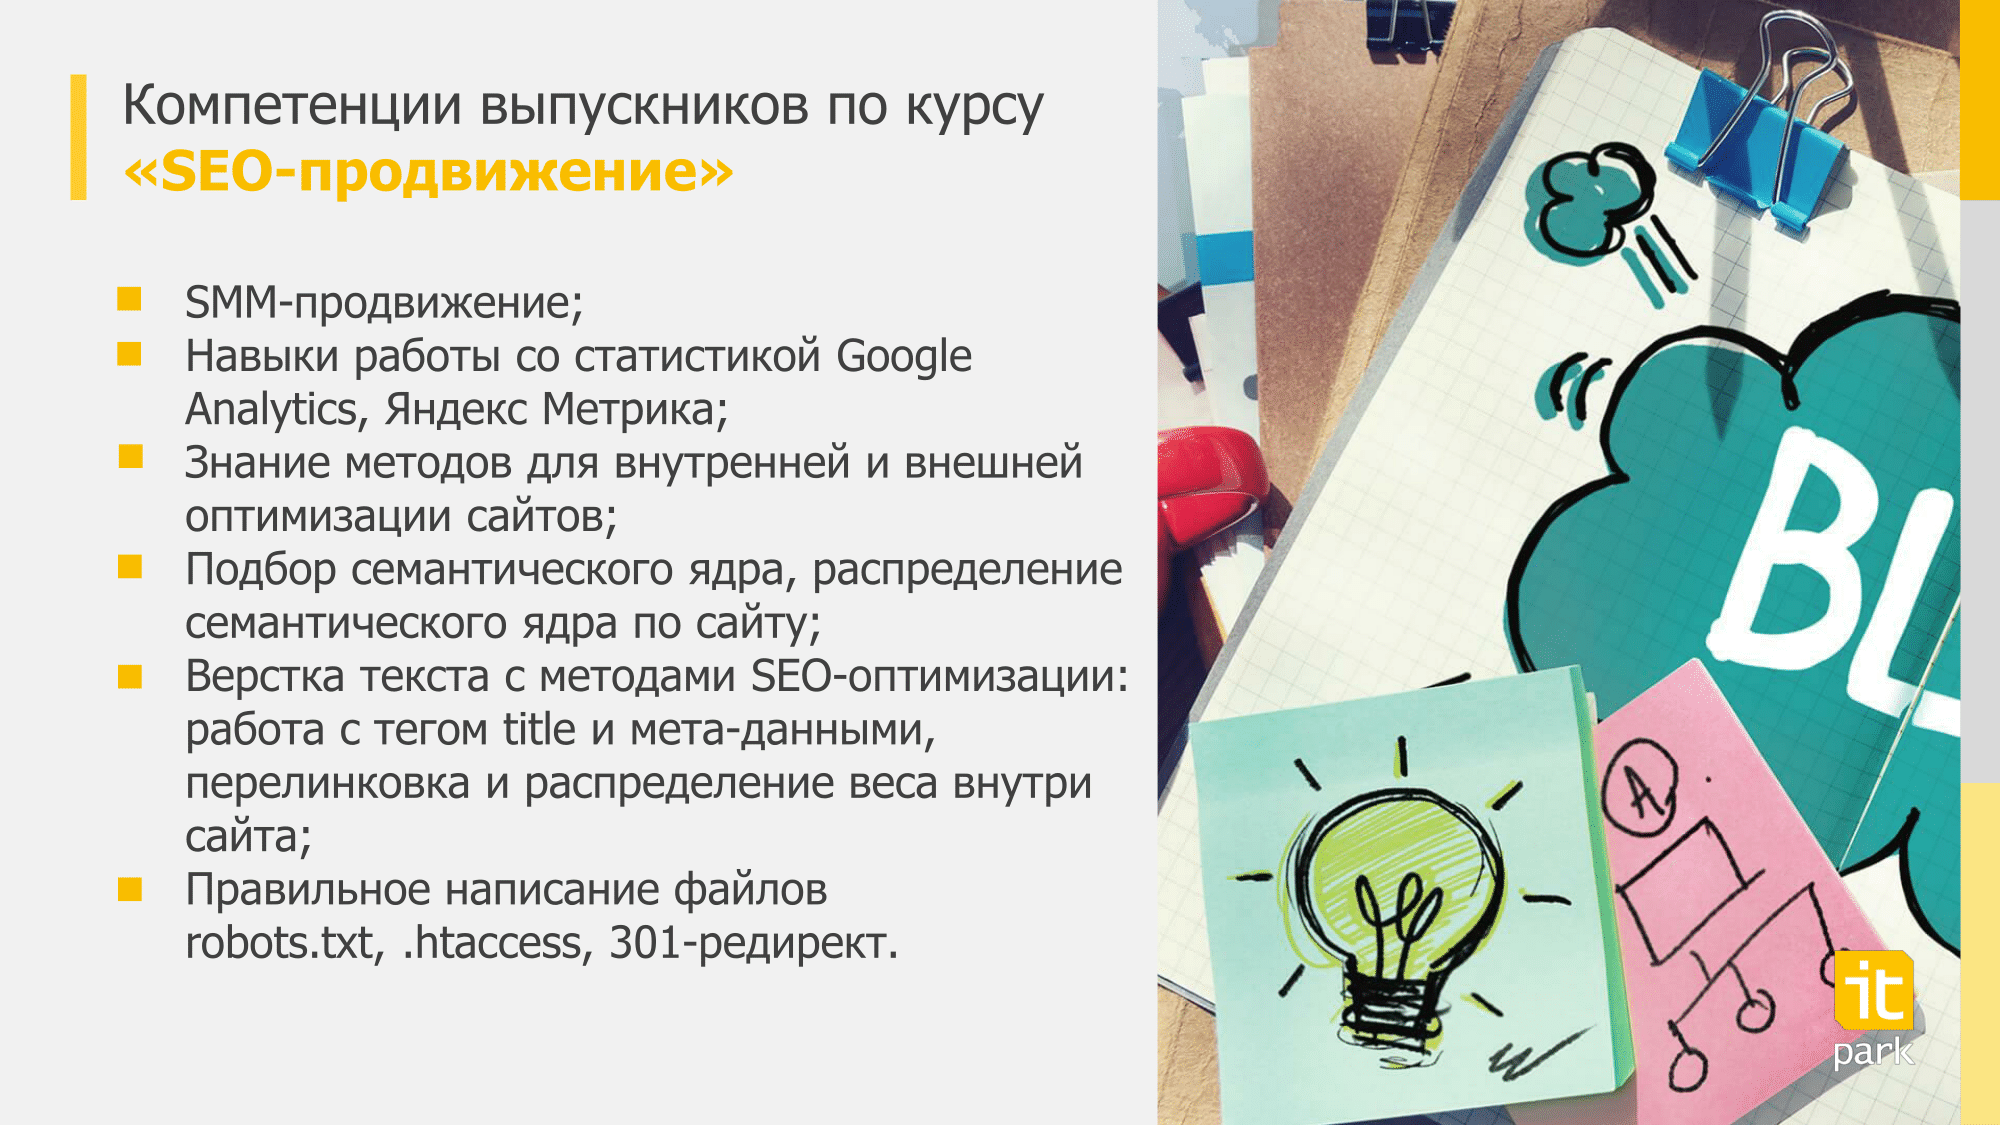 Компетенции выпускников по курсу
«SEO-продвижение»
SMM-продвижение;
Навыки работы со статистикой Google
Analytics, Яндекс Метрика;
Знание методов для внутренней и внешней
оптимизации сайтов;
Подбор семантического ядра, распределение
семантического ядра по сайту;
Верстка текста с методами SEO-оптимизации:
работа с тегом title и мета-данными,
перелинковка и распределение веса внутри
сайта;
Правильное написание файлов
robots.txt, .htaccess, 301-редирект.
BL
A
it
park